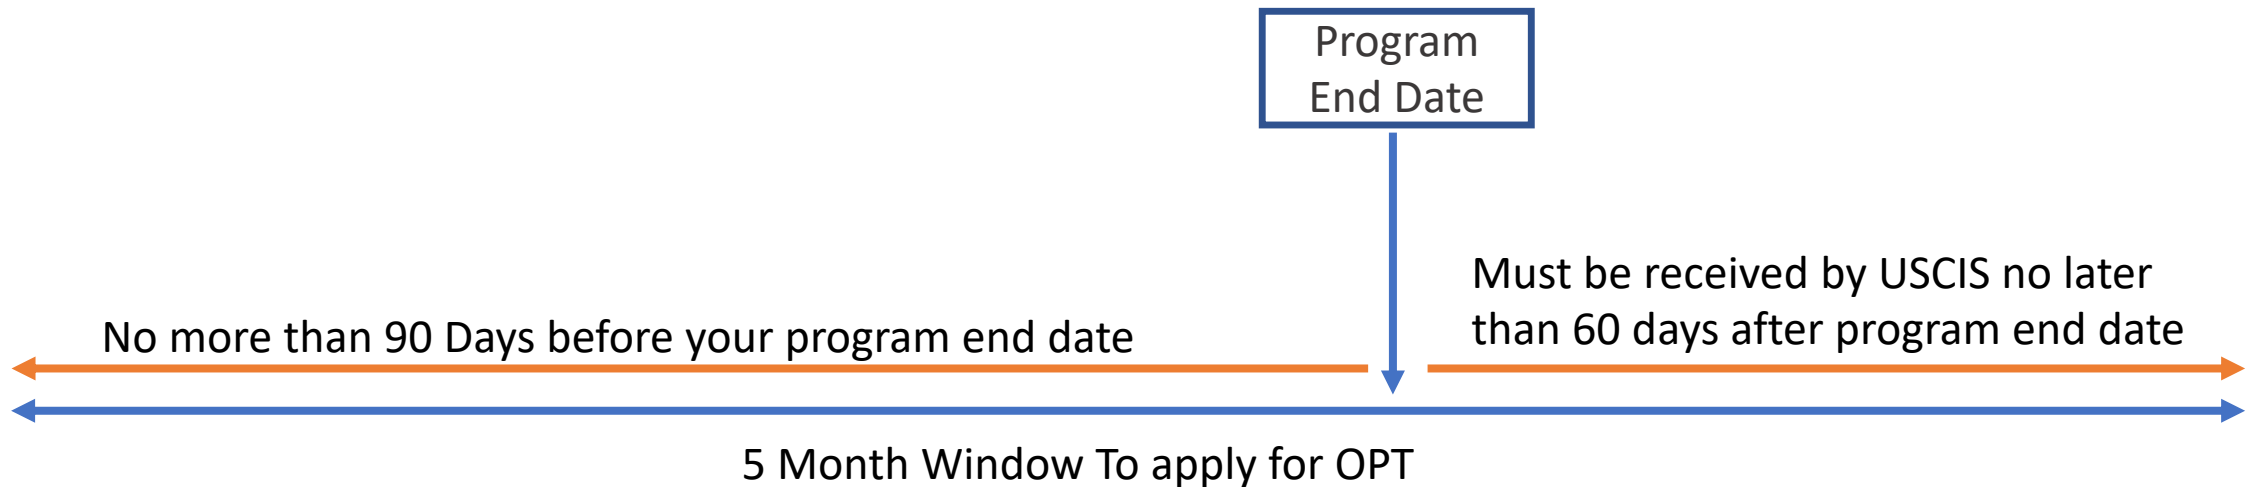 Program
End Date
Must be received by USCIS no later
than 60 days after program end date
No more than 90 Days before your program end date
5 Month Window To apply for OPT